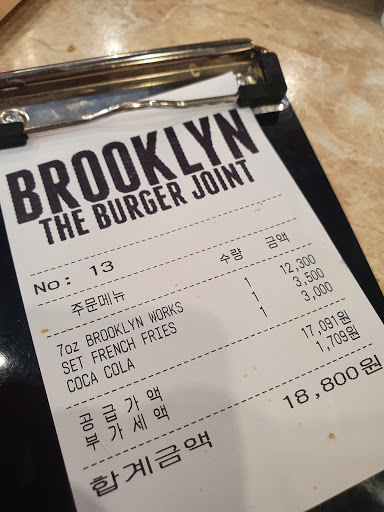 BROOKLYN
THE BURGER JOINT
No: 13
주문메뉴 수량 금액
7oz BROOKLYN WORKS 1 12,300
SET FRENCH FRIES 1 3,500
COCA COLA 1 3,000
공급가액 17,091원
부가세액 1,709원
합계금액 18,800원